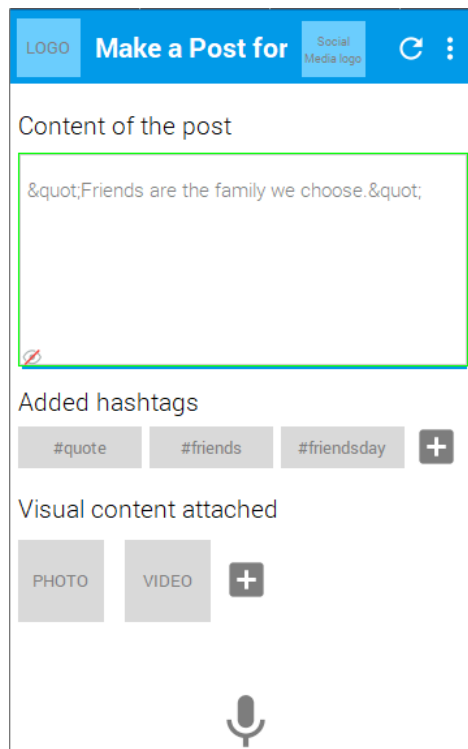 LOGO Make a Post for Social
Media logo
Content of the post
&quot;Friends are the family we choose.&quot;
Added hashtags
#quote #friends #friendsday
Visual content attached
PHOTO VIDEO